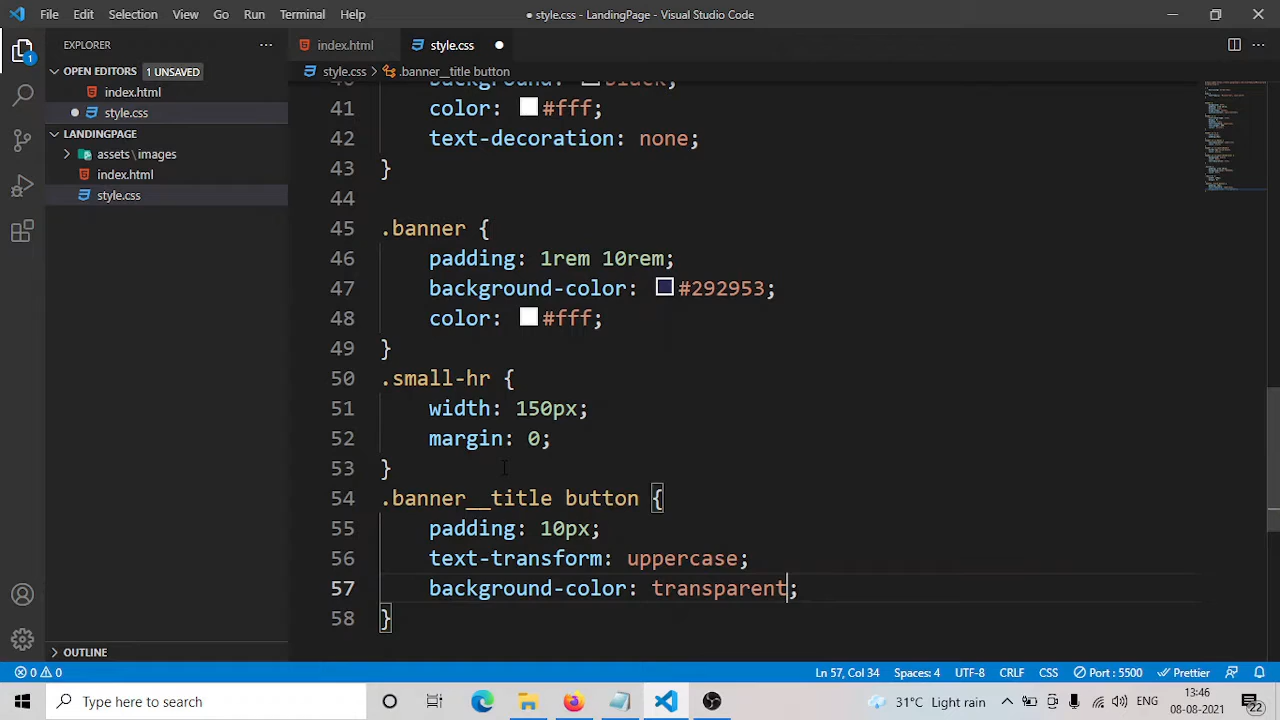 File Edit Selection View Go Run Terminal Help
● style.css - LandingPage - Visual Studio Code
EXPLORER
OPEN EDITORS 1 UNSAVED
index.html
style.css
LANDINGPAGE
assets \ images
index.html
style.css
OUTLINE
1
index.html style.css
style.css > .banner__title button
41 color: #fff;
42 text-decoration: none;
43 }
44
45 .banner {
46 padding: 1rem 10rem;
47 background-color: #292953;
48 color: #fff;
49 }
50 .small-hr {
51 width: 150px;
52 margin: 0;
53 }
54 .banner__title button {
55 padding: 10px;
56 text-transform: uppercase;
57 background-color: transparent;
58 }
0 0 Ln 57, Col 34 Spaces: 4 UTF-8 CRLF CSS Port : 5500 Prettier
Type here to search
31°C Light rain
13:46
08-08-2021
22